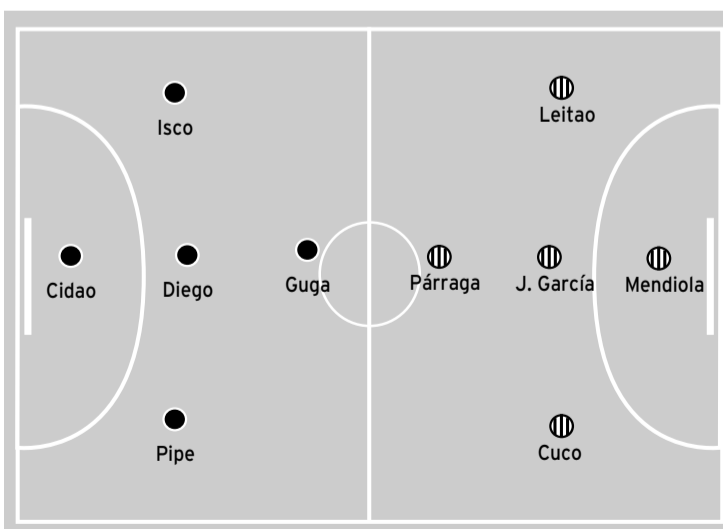 Isco
Leitao
Cidao
Diego
Guga
Párraga
J. García
Mendiola
Pipe
Cuco